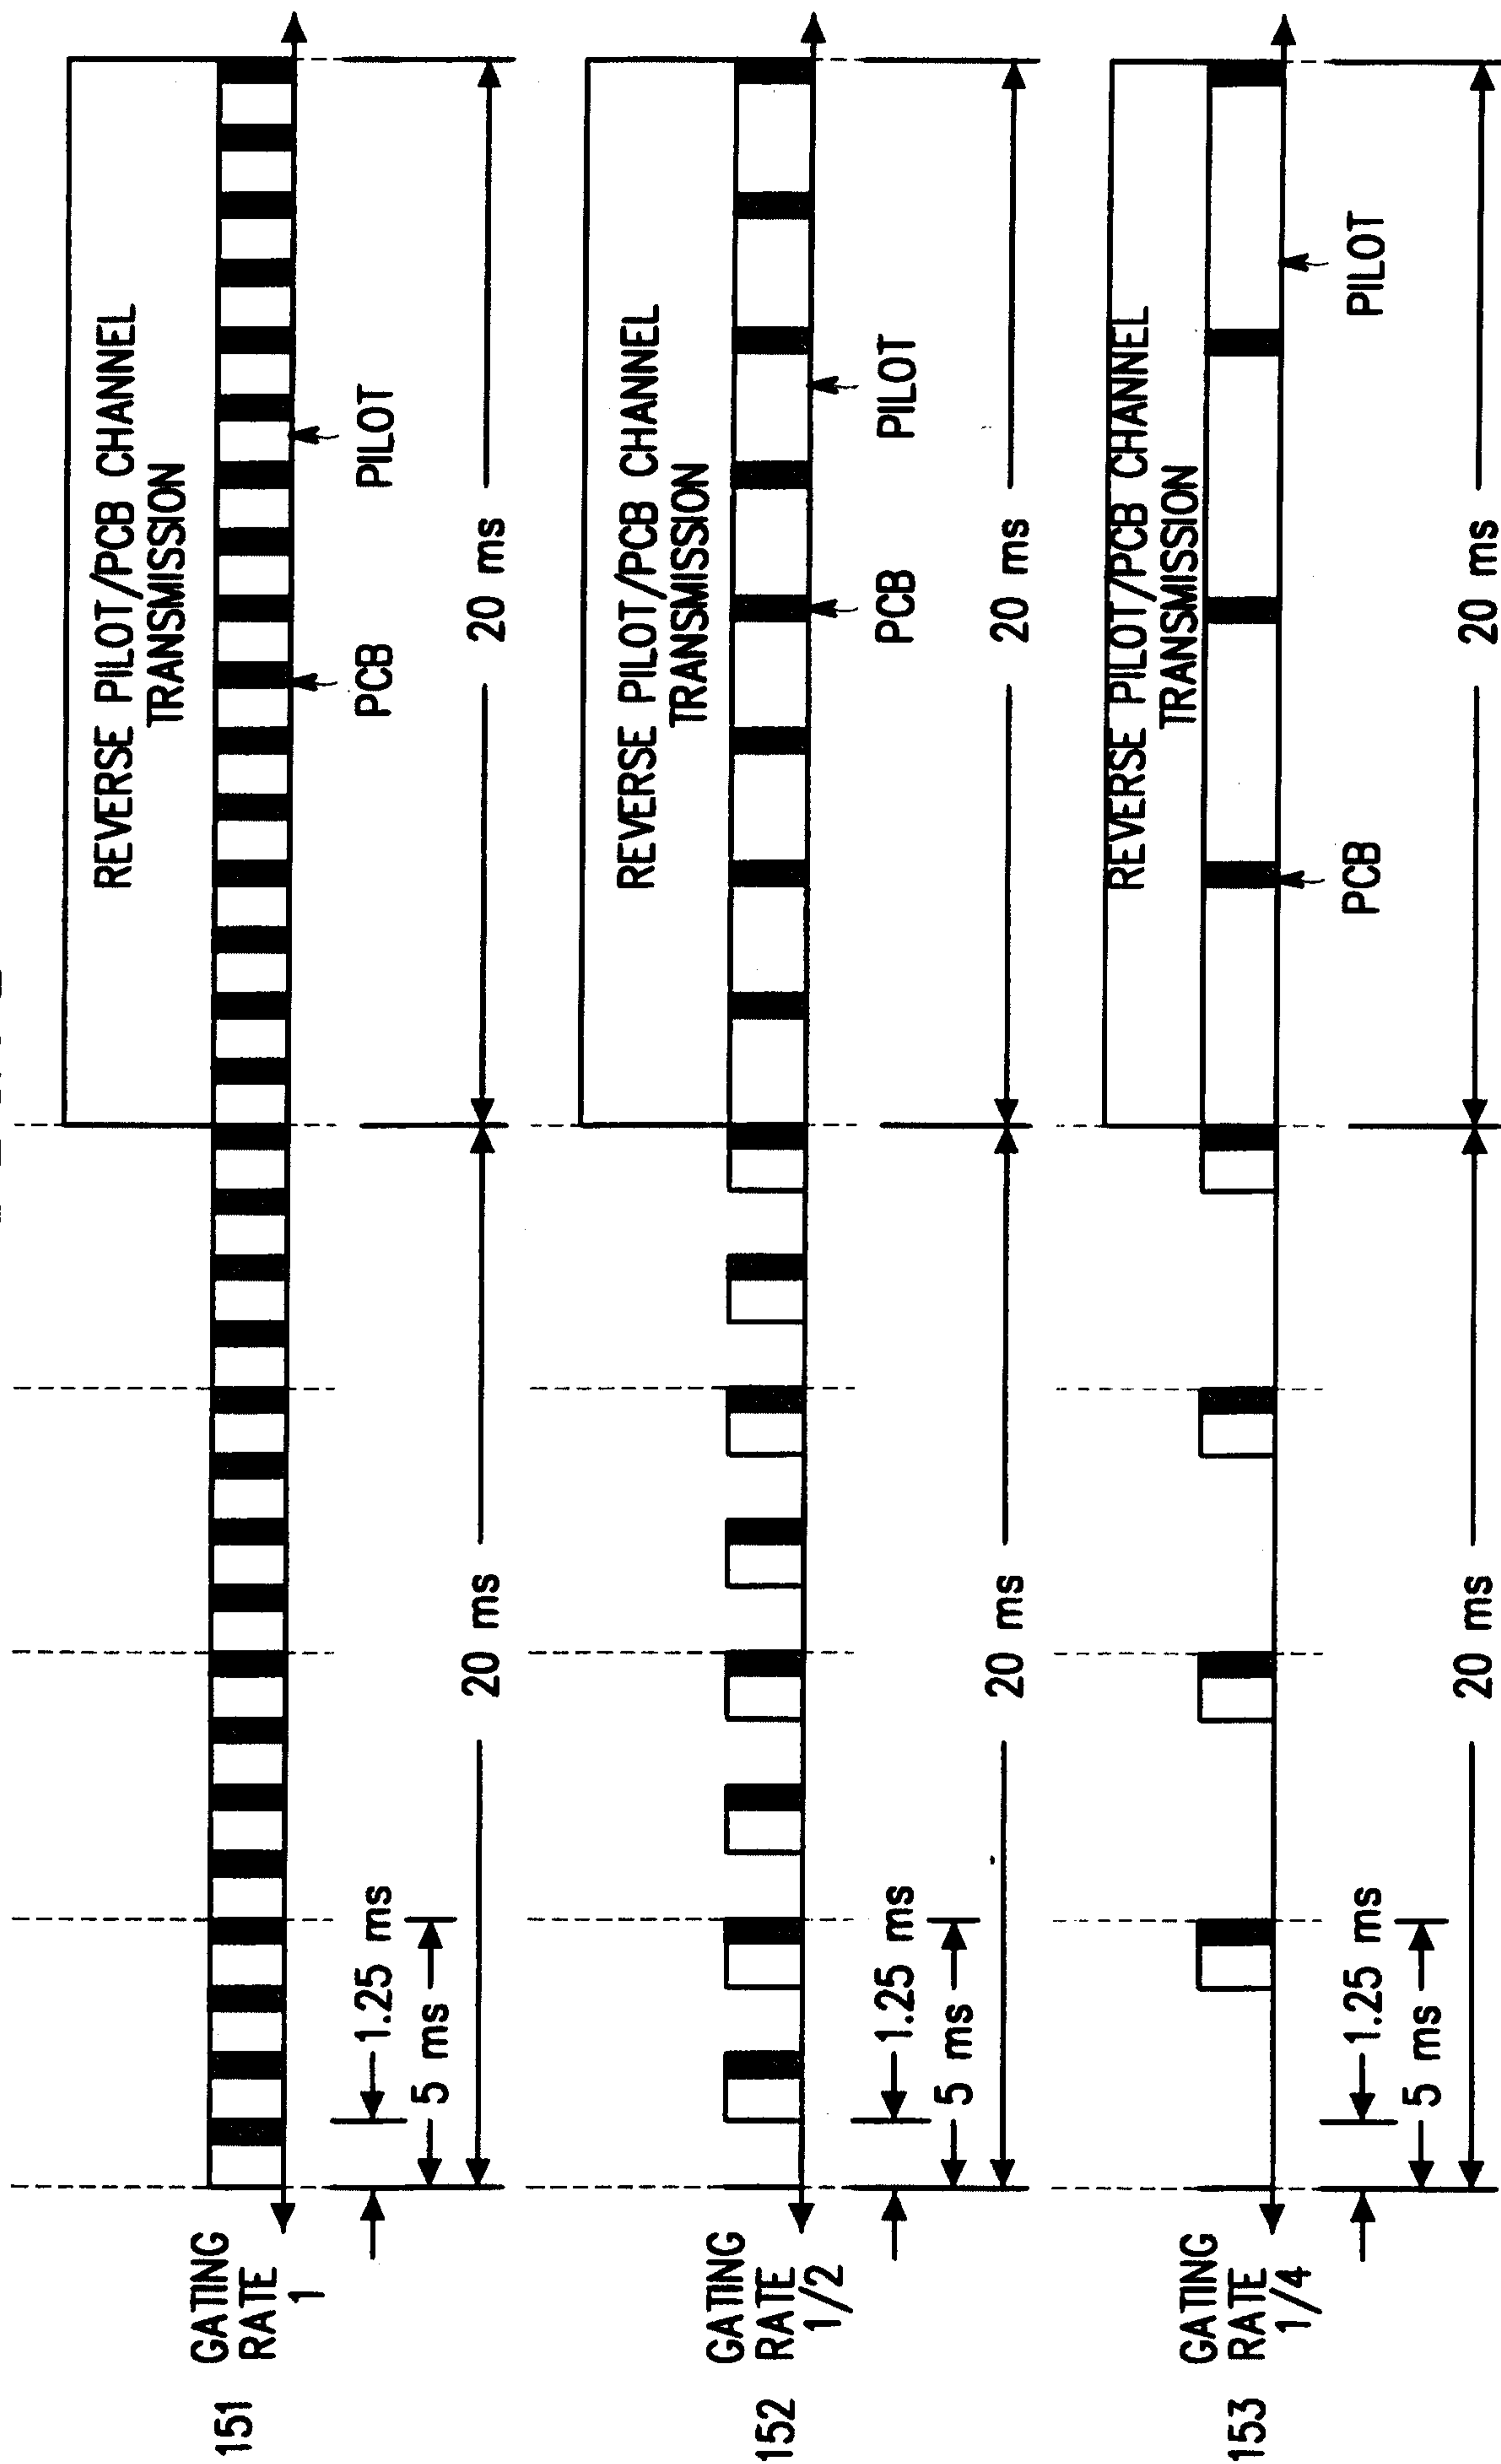 151 GATING
RATE
1
1.25 ms
5 ms
20 ms
20 ms
REVERSE PILOT/PCB CHANNEL
TRANSMISSION
PCB
PILOT
152 GATING
RATE
1/2
1.25 ms
5 ms
20 ms
20 ms
REVERSE PILOT/PCB CHANNEL
TRANSMISSION
PCB
PILOT
153 GATING
RATE
1/4
1.25 ms
5 ms
20 ms
20 ms
REVERSE PILOT/PCB CHANNEL
TRANSMISSION
PCB
PILOT